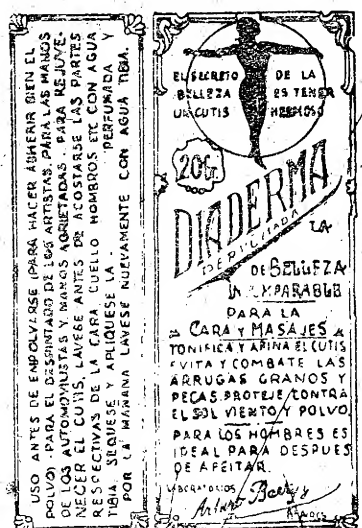 USO ANTES DE EMPOLVARSE (PARA HACER ADHERIR BIEN EL
POLVO) PARA EL DESPINTADO DE LOS ARTISTAS. PARA LAS MANOS
DE LOS AUTOMOVILISTAS Y MANOS AGRIETADAS. PARA REJUVE-
NECER EL CUTIS, LAVESE ANTES DE ACOSTARSE LAS PARTES
RESPECTIVAS DE LA CARA CUELLO HOMBROS ETC CON AGUA
TIBIA. SEQUESE Y APLIQUESE LA - PERFUMADA Y
POR LA MAÑANA LAVESE NUEVAMENTE CON AGUA TIBIA.
EL SECRETO DE LA
BELLEZA ES TENER
UN CUTIS HERMOSO
20 Gr.
DIADERMA
LA
DE BELLEZA
PARA LA
CARA Y MASAJES
TONIFICA Y AFINA EL CUTIS
EVITA Y COMBATE LAS
ARRUGAS GRANOS Y
PECAS. PROTEJE CONTRA
EL SOL VIENTO Y POLVO,
PARA LOS HOMBRES ES
IDEAL PARA DESPUES
DE AFEITAR.
LABORATORIOS
Arturo Baer